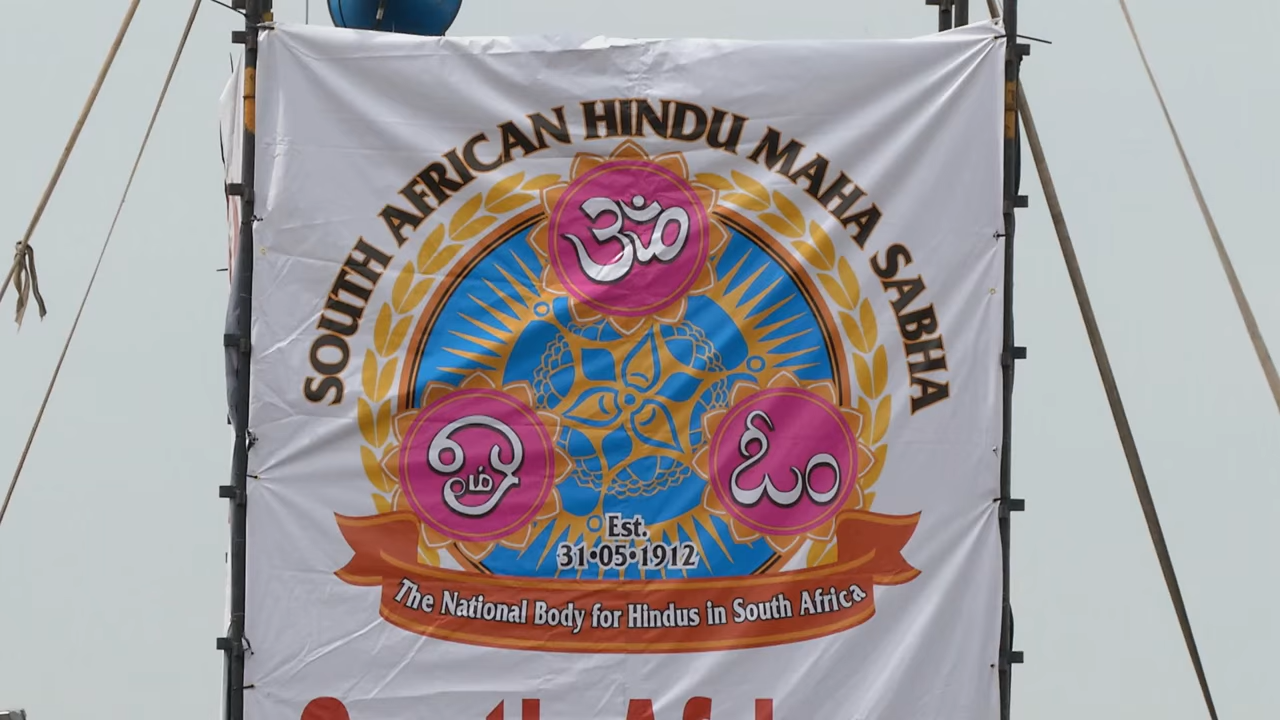 SOUTH AFRICAN HINDU MAHA SABHA
ॐ
ௐ
ఓం
Est.
31•05•1912
The National Body for Hindus in South Africa